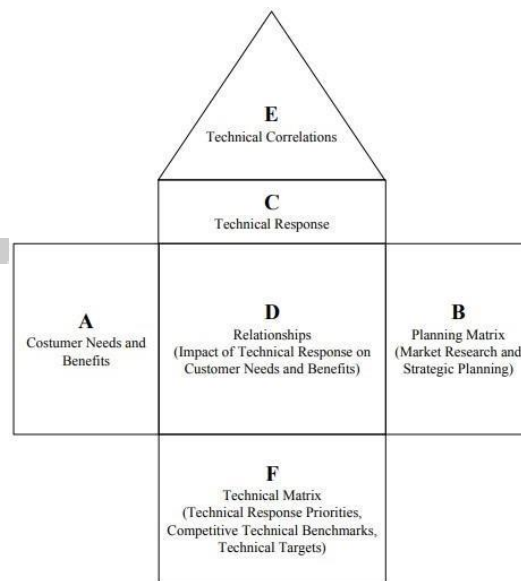 E
Technical Correlations
C
Technical Response
A
Costumer Needs and
Benefits
D
Relationships
(Impact of Technical Response on
Customer Needs and Benefits)
B
Planning Matrix
(Market Research and
Strategic Planning)
F
Technical Matrix
(Technical Response Priorities,
Competitive Technical Benchmarks,
Technical Targets)